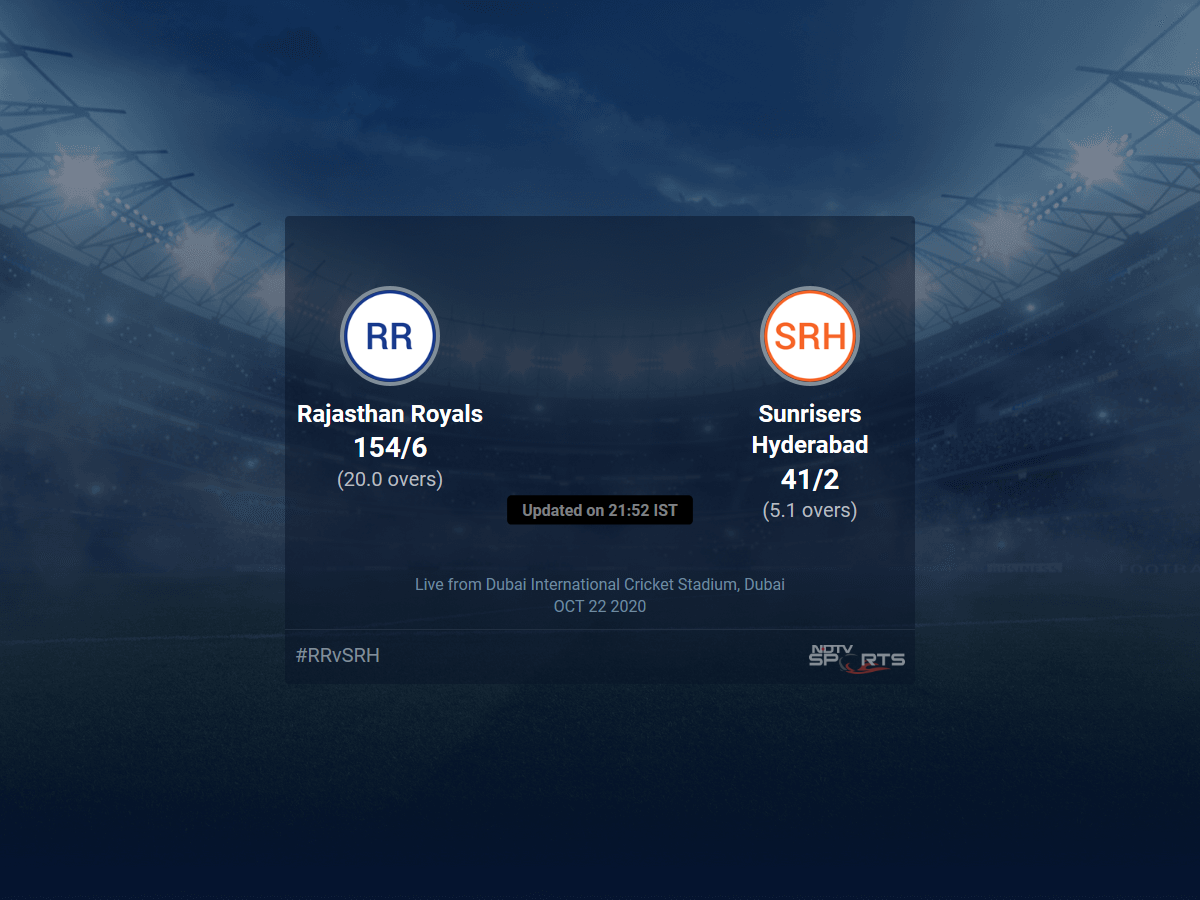 RR
Rajasthan Royals
154/6
(20.0 overs)
SRH
Sunrisers
Hyderabad
41/2
(5.1 overs)
Updated on 21:52 IST
Live from Dubai International Cricket Stadium, Dubai
OCT 22 2020
#RRvSRH
NDTV
SPORTS